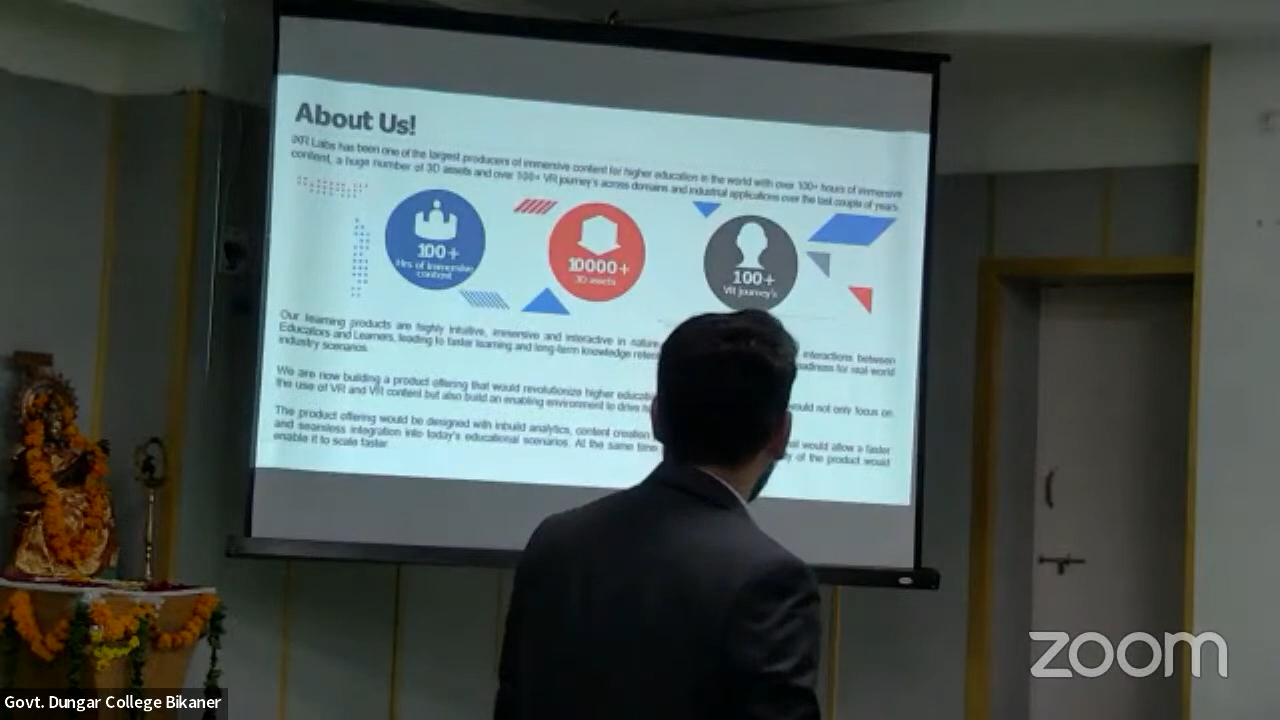 About Us!
iXR Labs has been one of the largest producers of immersive content for higher education in the world with over 100+ hours of immersive
content, a huge number of 3D assets and over 100+ VR journey's across domains and industrial applications over the last couple of years
100+
Hrs of Immersive
content
10000+
3D assets
100+
VR journey's
Our learning products are highly intuitive, immersive and interactive in nature interactions between
Educators and Learners, leading to faster learning and long-term knowledge for real-world
industry scenarios.
We are now building a product offering that would revolutionize higher would not only focus on
the use of VR and VR content but also build an enabling environment to drive
The product offering would be designed with inbuild analytics, content creation would allow a faster
and seamless integration into today's educational scenarios. At the same time of the product would
enable it to scale faster.
zoom
Govt. Dungar College Bikaner